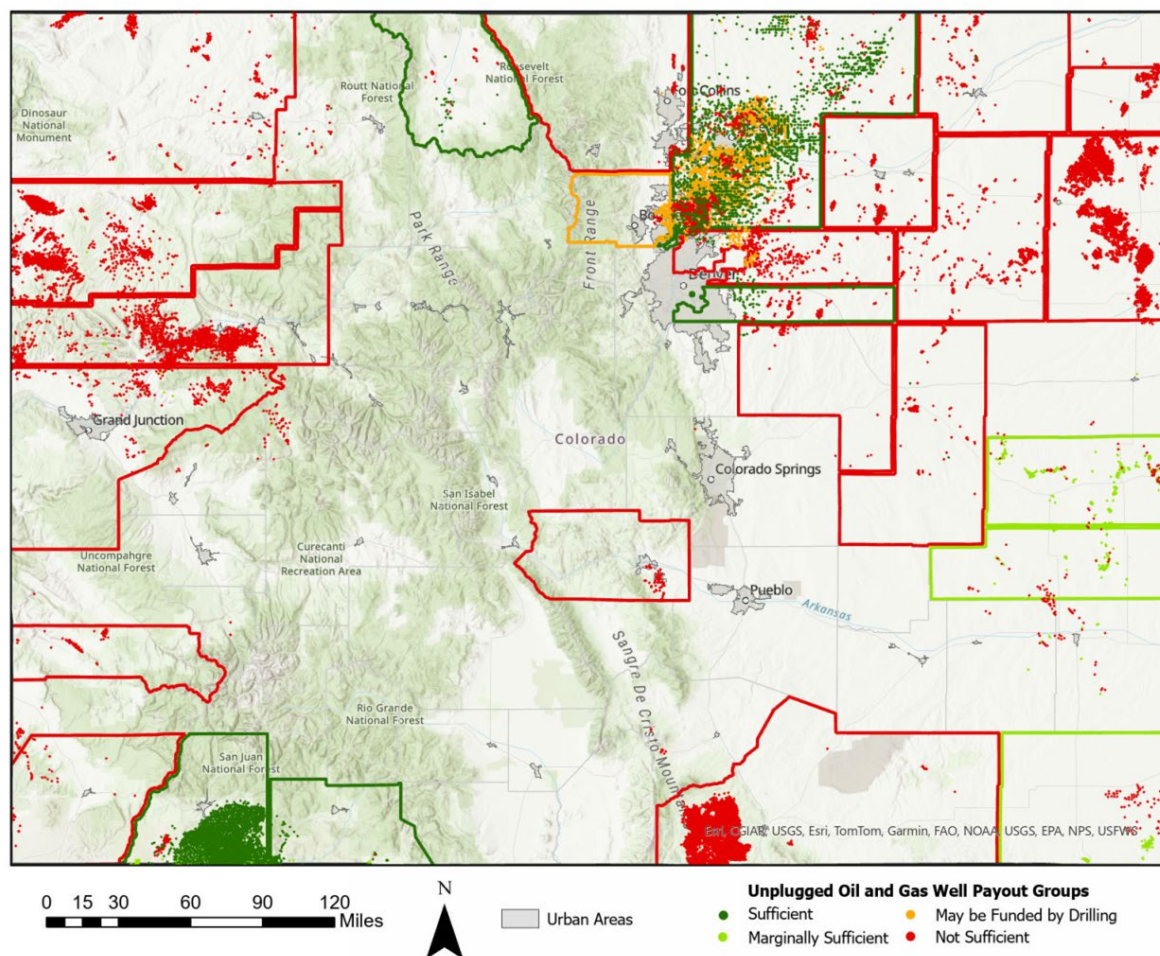 Roosevelt
National Forest
Routt National
Forest
Dinosaur
National
Monument
Fort Collins
Park Range
Front Range
Denver
Grand Junction
Colorado
Colorado Springs
San Isabel
National Forest
Uncompahgre
National Forest
Curecanti
National
Recreation Area
Pueblo
Arkansas
Sangre De Cristo Mounta
Rio Grande
National Forest
San Juan
National Forest
Esri, CGIAR, USGS, Esri, TomTom, Garmin, FAO, NOAA, USGS, EPA, NPS, USFWS
0 15 30 60 90 120
Miles
N
Urban Areas
Unplugged Oil and Gas Well Payout Groups
Sufficient
May be Funded by Drilling
Marginally Sufficient
Not Sufficient